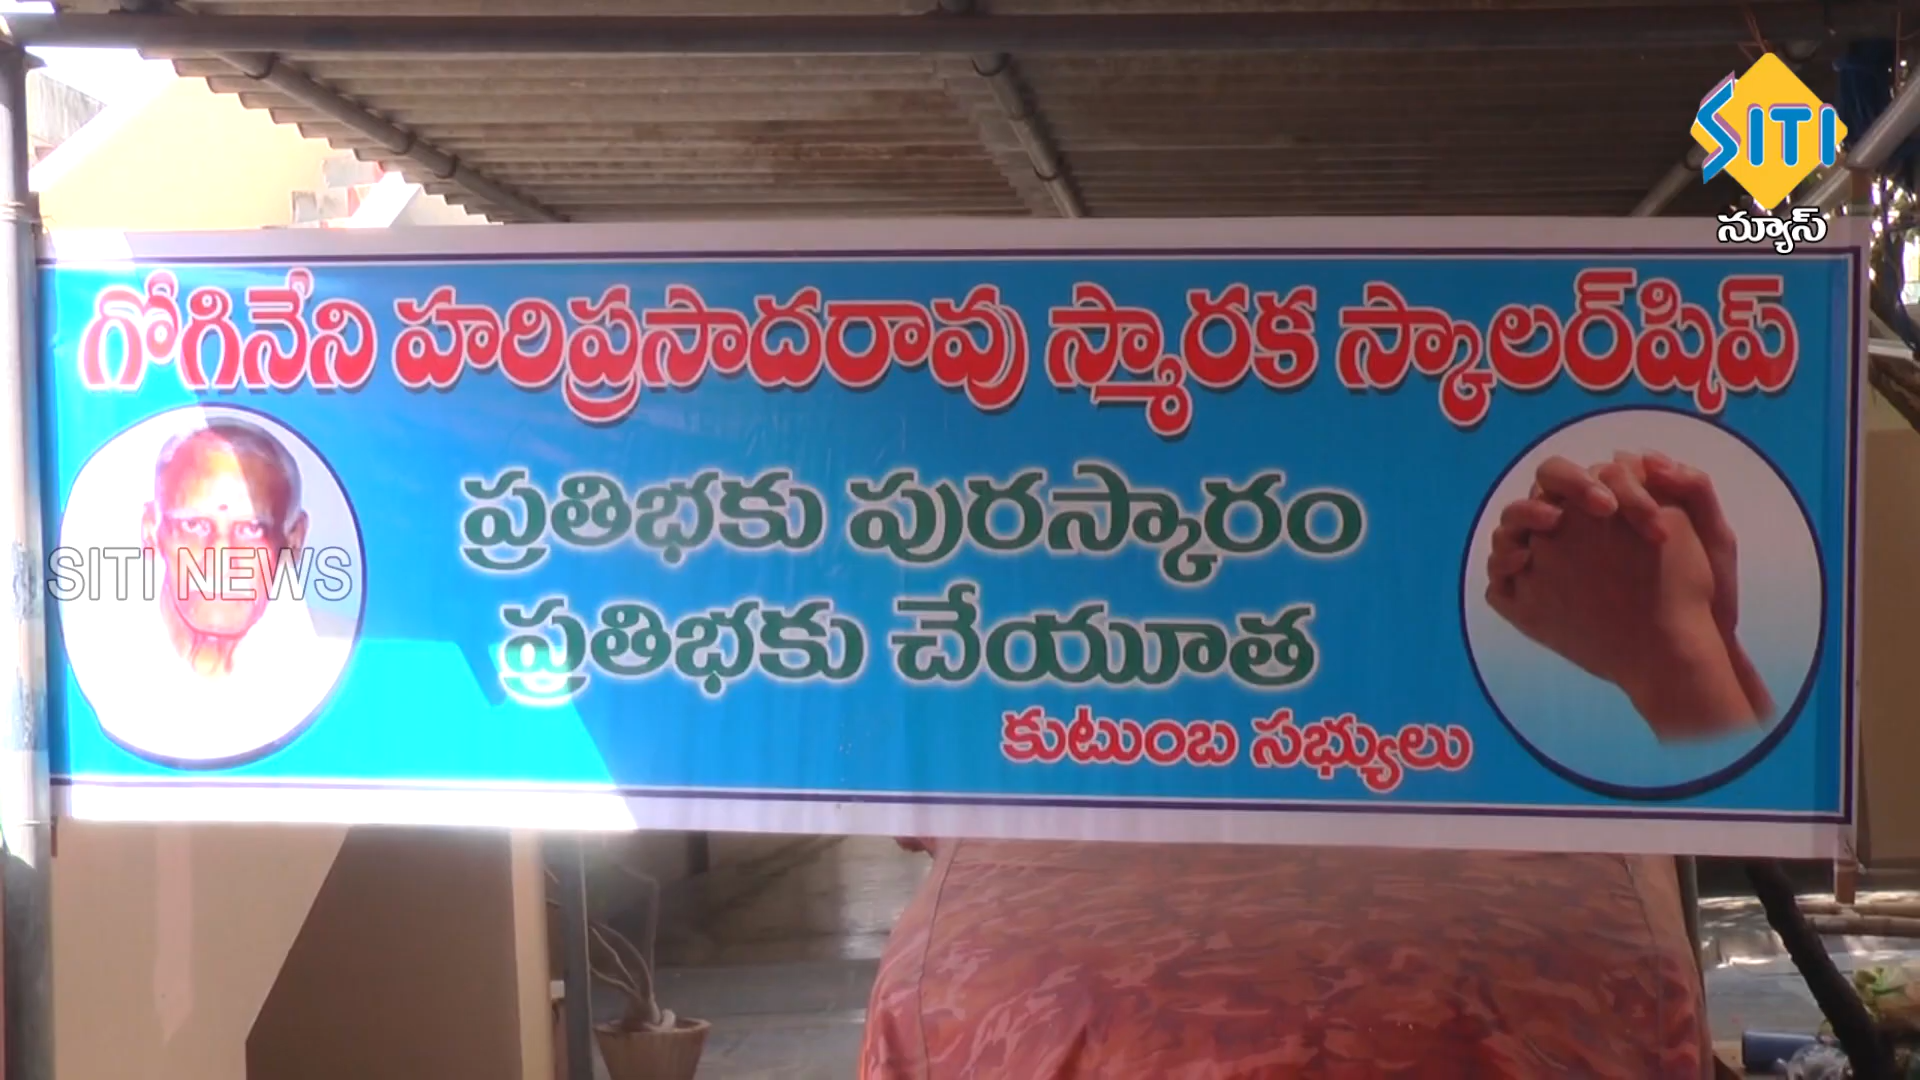 SITI
న్యూస్
గోగినేని హరిప్రసాదరావు స్మారక స్కాలర్‌షిప్
ప్రతిభకు పురస్కారం
SITI NEWS
ప్రతిభకు చేయూత
కుటుంబ సభ్యులు